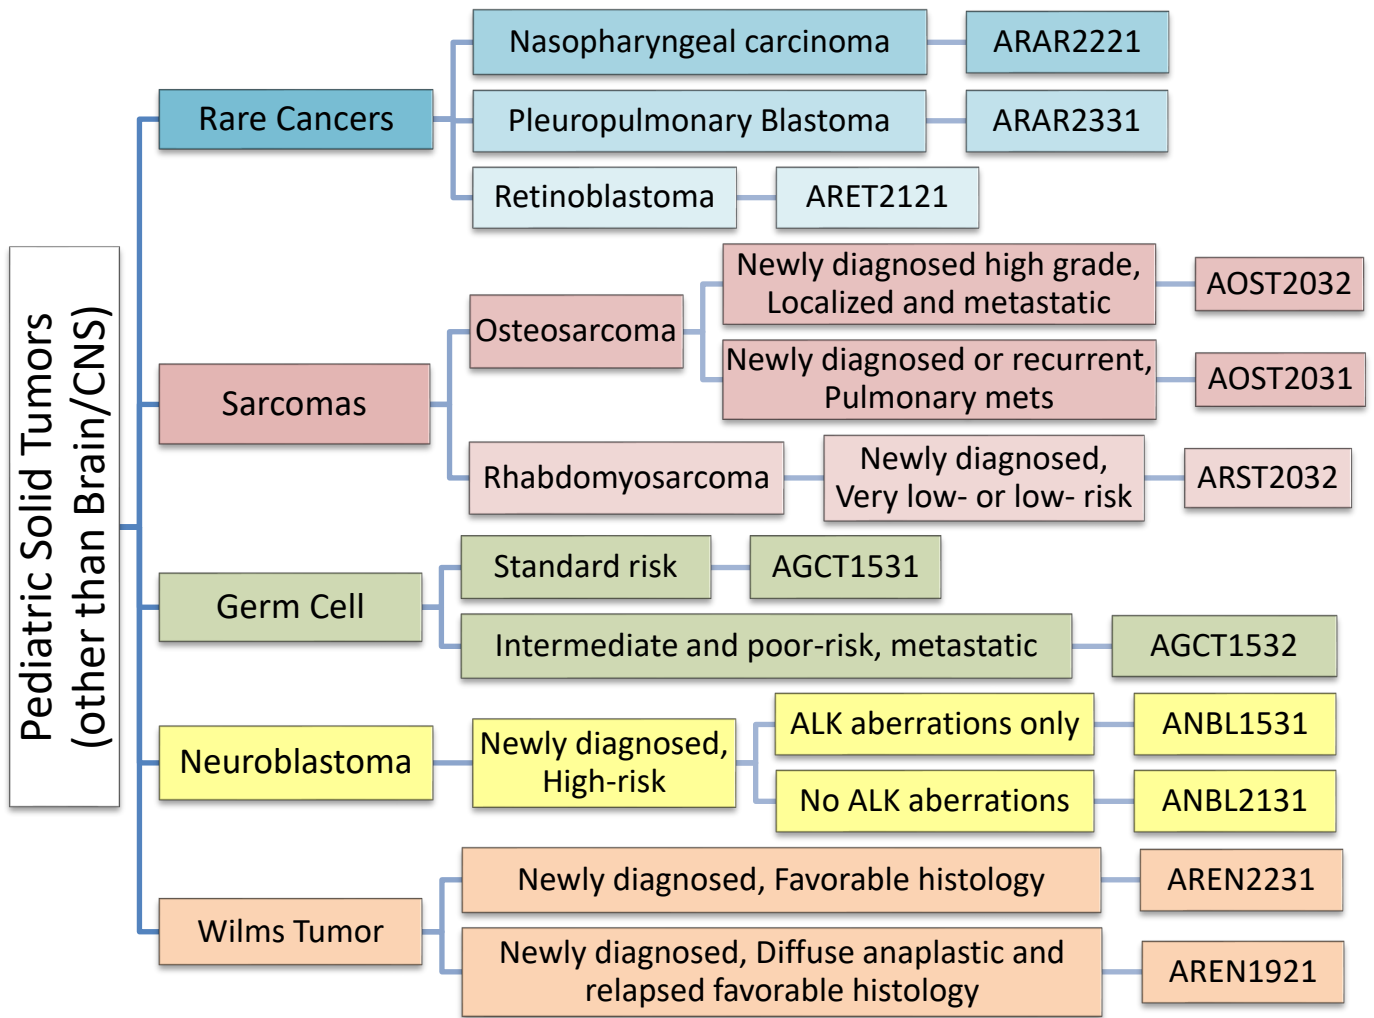 Pediatric Solid Tumors
(other than Brain/CNS)
Rare Cancers
Nasopharyngeal carcinoma
ARAR2221
Pleuropulmonary Blastoma
ARAR2331
Retinoblastoma
ARET2121
Sarcomas
Osteosarcoma
Newly diagnosed high grade,
Localized and metastatic
AOST2032
Newly diagnosed or recurrent,
Pulmonary mets
AOST2031
Rhabdomyosarcoma
Newly diagnosed,
Very low- or low- risk
ARST2032
Germ Cell
Standard risk
AGCT1531
Intermediate and poor-risk, metastatic
AGCT1532
Neuroblastoma
Newly diagnosed,
High-risk
ALK aberrations only
ANBL1531
No ALK aberrations
ANBL2131
Wilms Tumor
Newly diagnosed, Favorable histology
AREN2231
Newly diagnosed, Diffuse anaplastic and
relapsed favorable histology
AREN1921